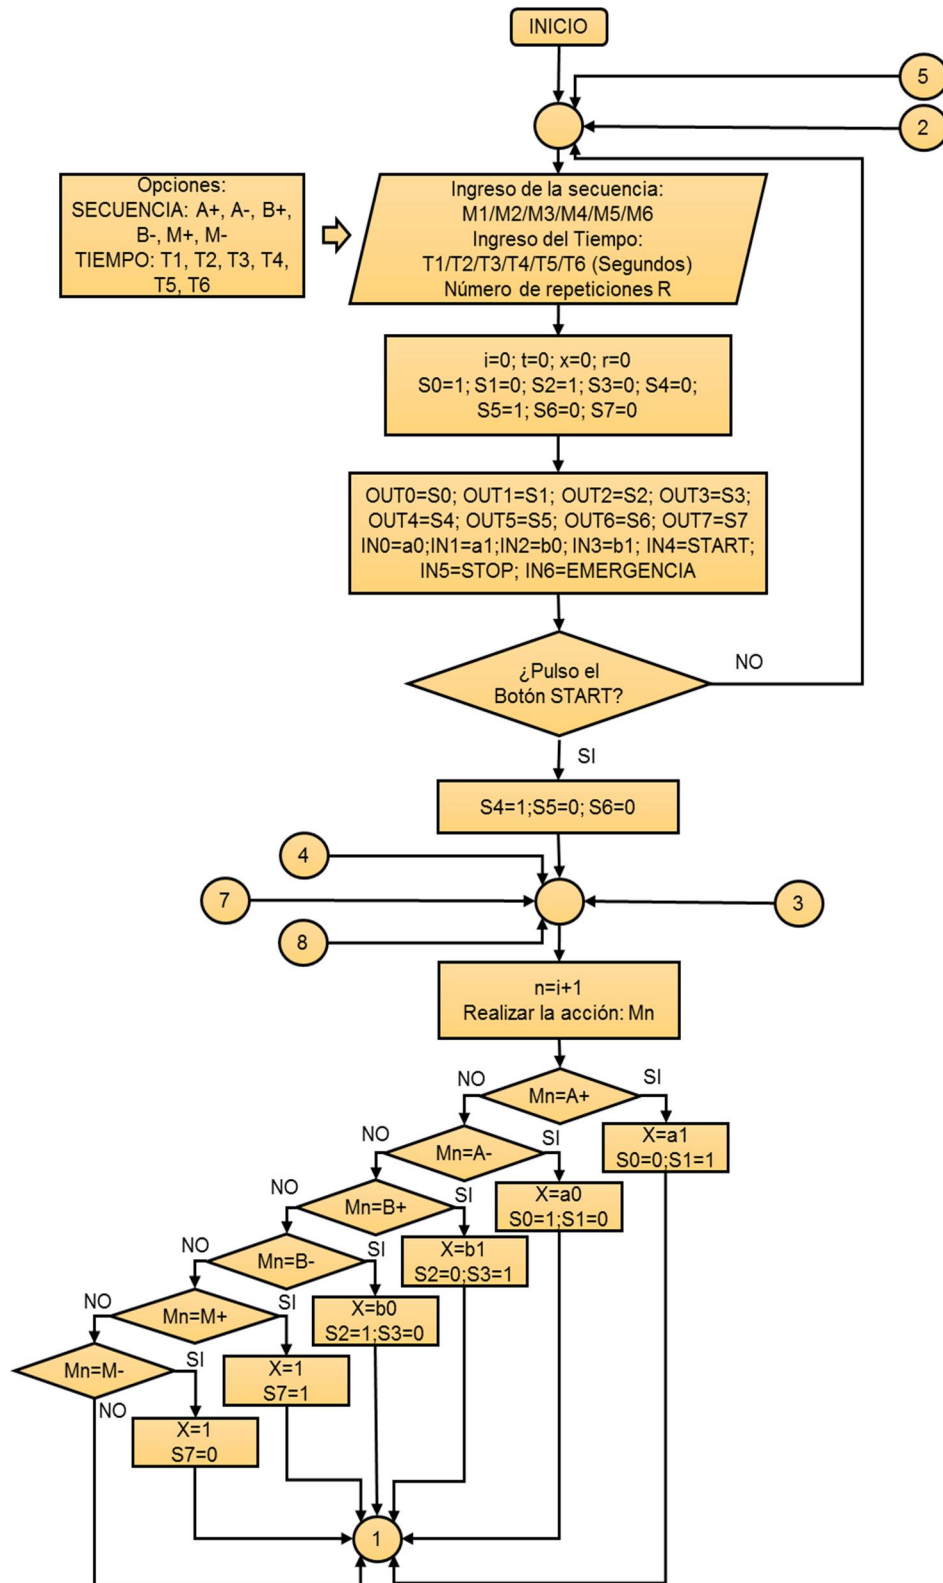 INICIO
5
2
Opciones:
SECUENCIA: A+, A-, B+,
B-, M+, M-
TIEMPO: T1, T2, T3, T4,
T5, T6
Ingreso de la secuencia:
M1/M2/M3/M4/M5/M6
Ingreso del Tiempo:
T1/T2/T3/T4/T5/T6 (Segundos)
Número de repeticiones R
i=0; t=0; x=0; r=0
S0=1; S1=0; S2=1; S3=0; S4=0;
S5=1; S6=0; S7=0
OUT0=S0; OUT1=S1; OUT2=S2; OUT3=S3;
OUT4=S4; OUT5=S5; OUT6=S6; OUT7=S7
IN0=a0;IN1=a1;IN2=b0; IN3=b1; IN4=START;
IN5=STOP; IN6=EMERGENCIA
¿Pulso el
Botón START?
NO
SI
S4=1;S5=0; S6=0
4
7
3
8
n=i+1
Realizar la acción: Mn
NO
Mn=A+
SI
X=a1
S0=0;S1=1
NO
Mn=A-
SI
X=a0
S0=1;S1=0
NO
Mn=B+
SI
X=b1
S2=0;S3=1
NO
Mn=B-
SI
X=b0
S2=1;S3=0
NO
Mn=M+
SI
X=1
S7=1
Mn=M-
SI
NO
X=1
S7=0
1